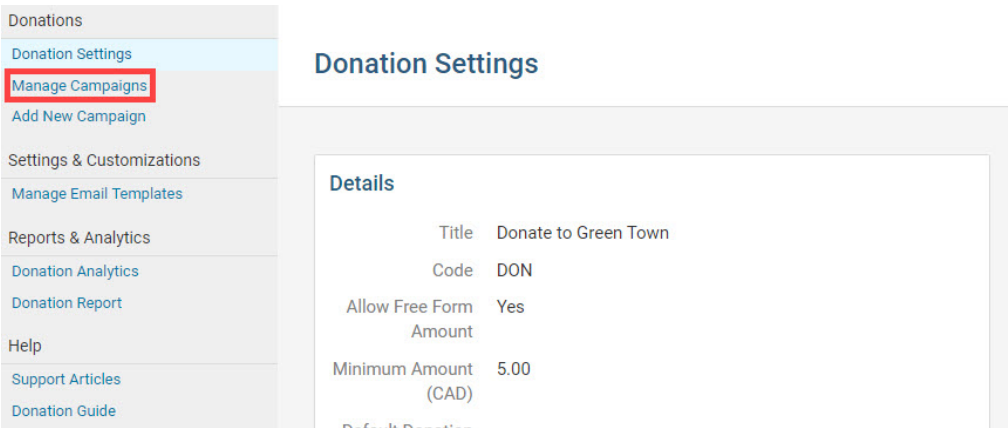 Donations
Donation Settings
Manage Campaigns
Add New Campaign
Settings & Customizations
Manage Email Templates
Reports & Analytics
Donation Analytics
Donation Report
Help
Support Articles
Donation Guide
Donation Settings
Details
Title Donate to Green Town
Code DON
Allow Free Form Yes
Amount
Minimum Amount 5.00
(CAD)
Default Donation